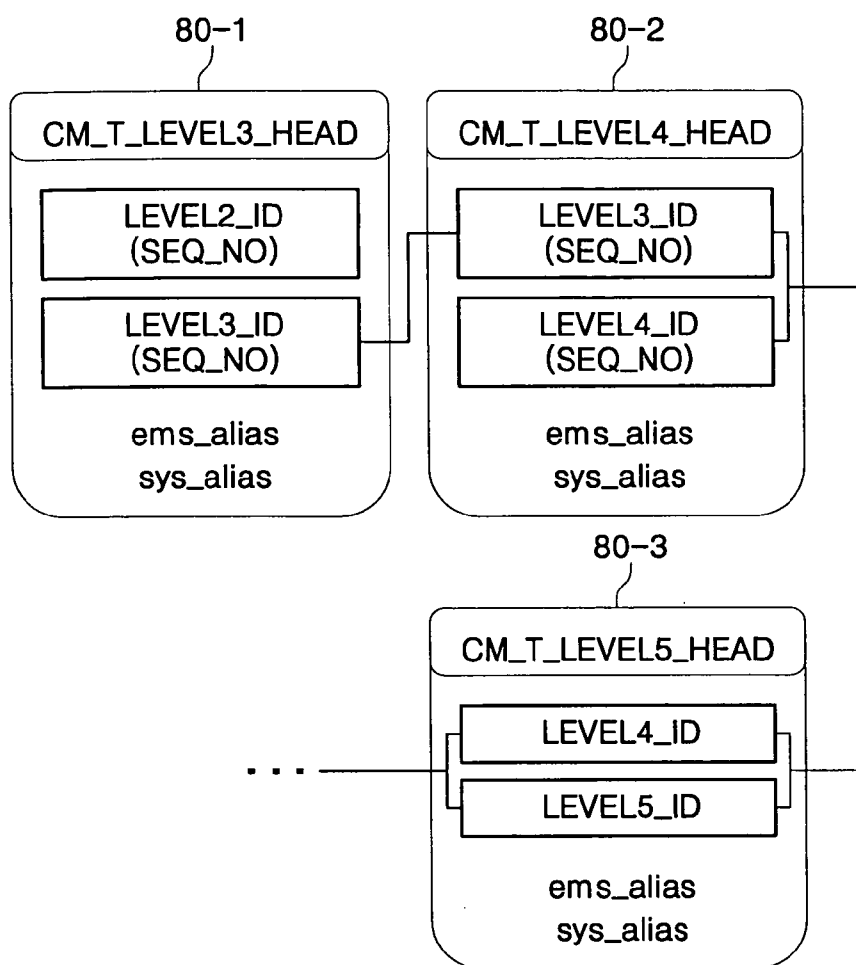 80-1
CM_T_LEVEL3_HEAD
LEVEL2_ID
(SEQ_NO)
LEVEL3_ID
(SEQ_NO)
ems_alias
sys_alias
80-2
CM_T_LEVEL4_HEAD
LEVEL3_ID
(SEQ_NO)
LEVEL4_ID
(SEQ_NO)
ems_alias
sys_alias
80-3
CM_T_LEVEL5_HEAD
LEVEL4_ID
LEVEL5_ID
ems_alias
sys_alias
...